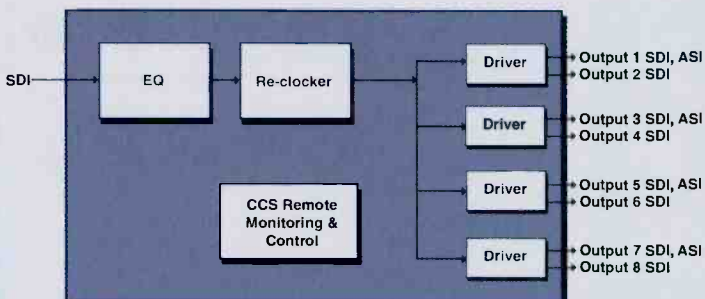 SDI
EQ
Re-clocker
CCS Remote
Monitoring &
Control
Driver
Output 1 SDI, ASI
Output 2 SDI
Driver
Output 3 SDI, ASI
Output 4 SDI
Driver
Output 5 SDI, ASI
Output 6 SDI
Driver
Output 7 SDI, ASI
Output 8 SDI